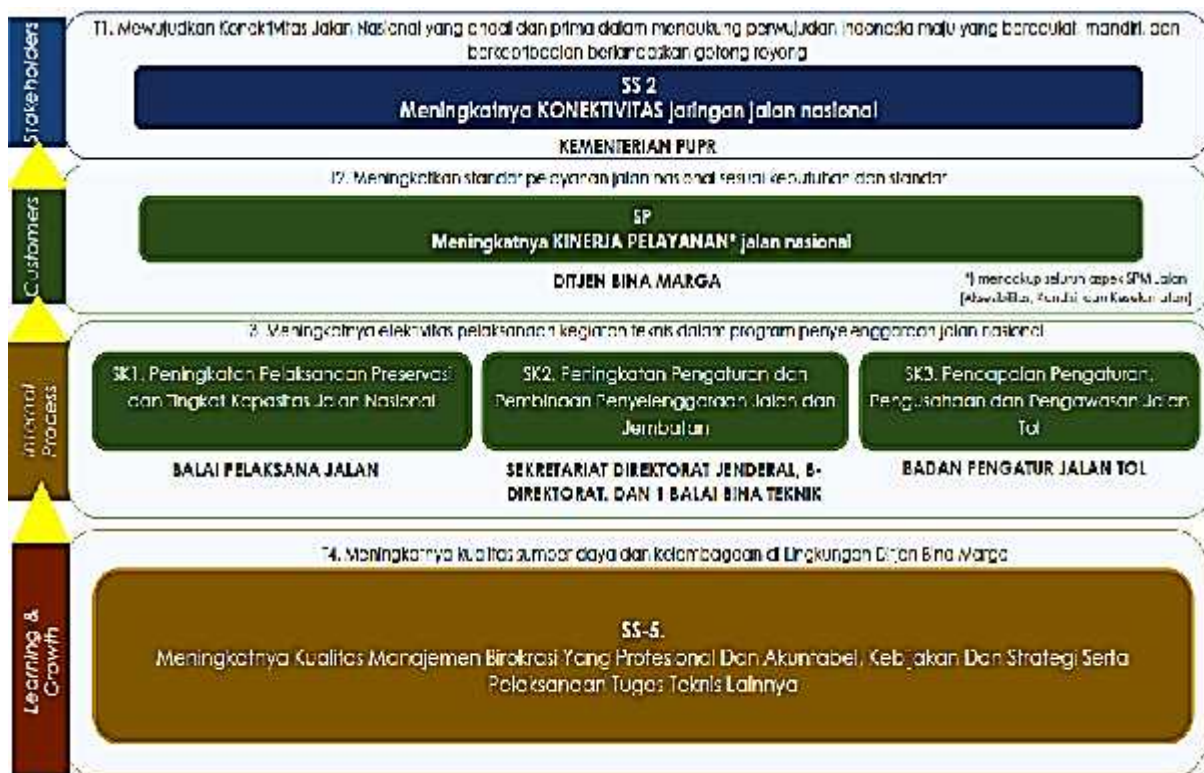 Stakeholders
T1. Mewujudkan Konektivitas Jalan Nasional yang andal dan prima dalam mendukung perwujudan Indonesia maju yang berdaulat, mandiri, dan
berkepribadian berlandaskan gotong royong
SS 2
Meningkatnya KONEKTIVITAS jaringan jalan nasional
KEMENTERIAN PUPR
Customers
T2. Meningkatkan standar pelayanan jalan nasional sesuai kebutuhan dan standar
SP
Meningkatnya KINERJA PELAYANAN* jalan nasional
DITJEN BINA MARGA
*) mencakup seluruh aspek SPM Jalan
(Aksesibilitas, Kondisi, dan Keselamatan)
Internal
Process
3. Meningkatnya efektivitas pelaksanaan kegiatan teknis dalam program penyelenggaraan jalan nasional
SK1. Peningkatan Pelaksanaan Preservasi
dan Tingkat Kapasitas Jalan Nasional
BALAI PELAKSANA JALAN
SK2. Peningkatan Pengaturan dan
Pembinaan Penyelenggaraan Jalan dan
Jembatan
SEKRETARIAT DIREKTORAT JENDERAL,
DIREKTORAT, DAN 1 BALAI BINA TEKNIK
SK3. Pencapaian Pengaturan,
Pengusahaan dan Pengawasan Jalan
Tol
BADAN PENGATUR JALAN TOL
Learning &
Growth
T4. Meningkatnya kualitas sumber daya dan kelembagaan di Lingkungan Ditjen Bina Marga
SS-5.
Meningkatnya Kualitas Manajemen Birokrasi Yang Profesional Dan Akuntabel, Kebijakan Dan Strategi Serta
Pelaksanaan Tugas Teknis Lainnya